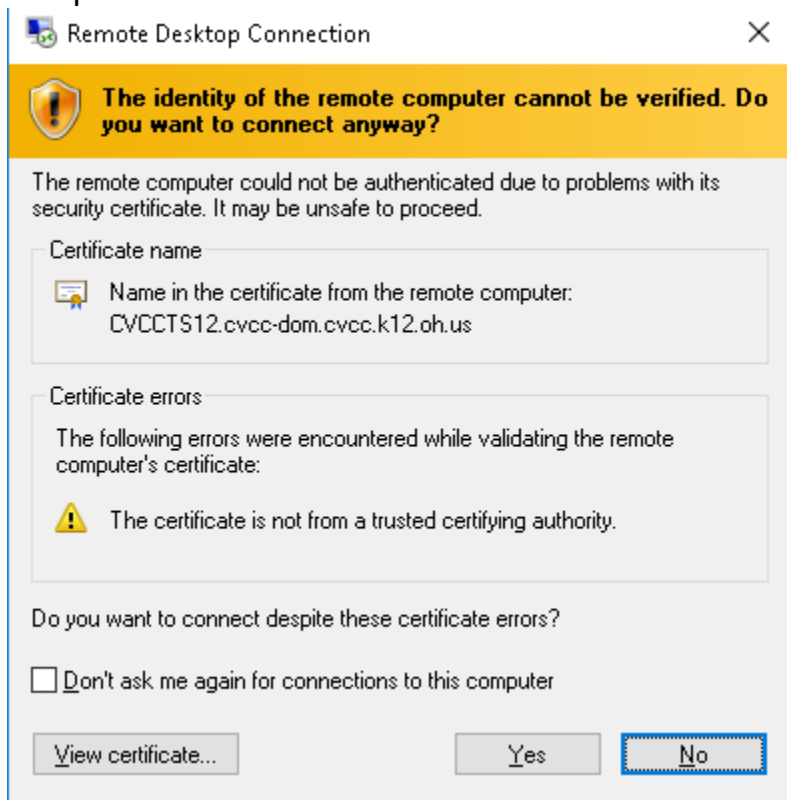 Remote Desktop Connection
The identity of the remote computer cannot be verified. Do
you want to connect anyway?
The remote computer could not be authenticated due to problems with its
security certificate. It may be unsafe to proceed.
Certificate name
Name in the certificate from the remote computer:
CVCCTS12.cvcc-dom.cvcc.k12.oh.us
Certificate errors
The following errors were encountered while validating the remote
computer's certificate:
The certificate is not from a trusted certifying authority.
Do you want to connect despite these certificate errors?
Don't ask me again for connections to this computer
View certificate...
Yes
No